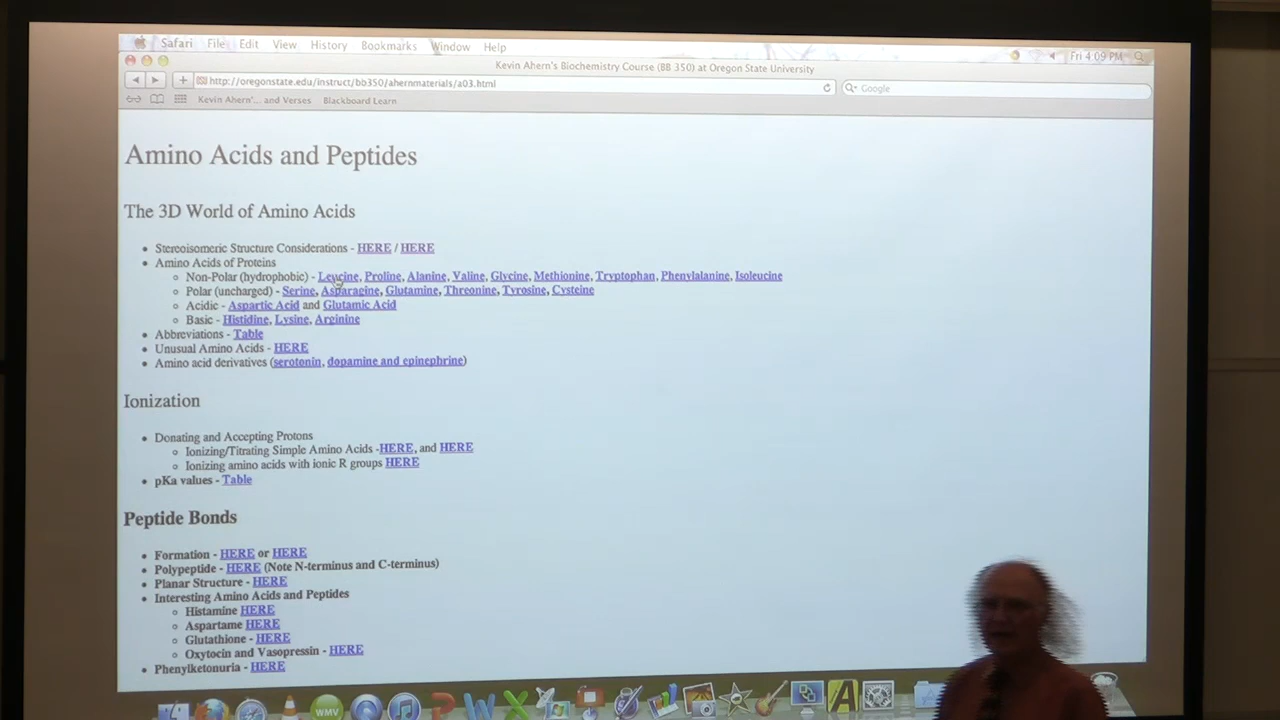 Safari File Edit View History Bookmarks Window Help Fri 4:09 PM
Kevin Ahern's Biochemistry Course (BB 350) at Oregon State University
http://oregonstate.edu/instruct/bb350/ahernmaterials/a03.html Google
Kevin Ahern'... and Verses Blackboard Learn
Amino Acids and Peptides
The 3D World of Amino Acids
• Stereoisomeric Structure Considerations - HERE / HERE
• Amino Acids of Proteins
◦ Non-Polar (hydrophobic) - Leucine, Proline, Alanine, Valine, Glycine, Methionine, Tryptophan, Phenylalanine, Isoleucine
◦ Polar (uncharged) - Serine, Asparagine, Glutamine, Threonine, Tyrosine, Cysteine
◦ Acidic - Aspartic Acid and Glutamic Acid
◦ Basic - Histidine, Lysine, Arginine
• Abbreviations - Table
• Unusual Amino Acids - HERE
• Amino acid derivatives (serotonin, dopamine and epinephrine)
Ionization
• Donating and Accepting Protons
◦ Ionizing/Titrating Simple Amino Acids -HERE, and HERE
◦ Ionizing amino acids with ionic R groups HERE
• pKa values - Table
Peptide Bonds
• Formation - HERE or HERE
• Polypeptide - HERE (Note N-terminus and C-terminus)
• Planar Structure - HERE
• Interesting Amino Acids and Peptides
◦ Histamine HERE
◦ Aspartame HERE
◦ Glutathione - HERE
◦ Oxytocin and Vasopressin - HERE
• Phenylketonuria - HERE
WMV